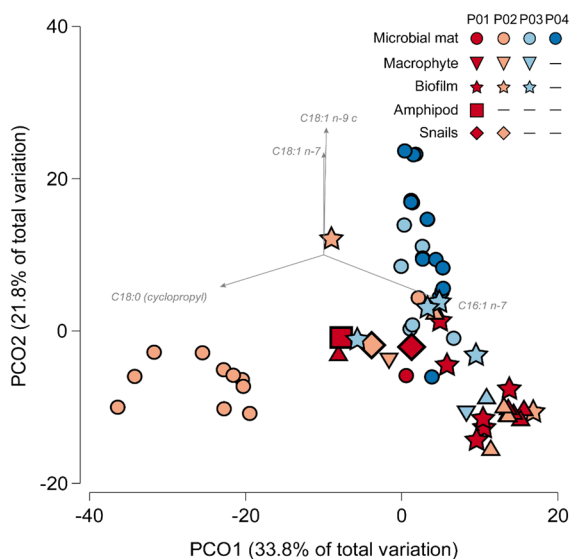 P01 P02 P03 P04
Microbial mat
Macrophyte —
Biofilm —
Amphipod — — —
Snails — —
40
20
0
-20
PCO2 (21.8% of total variation)
C18:1 n-9 c
C18:1 n-7
C18:0 (cyclopropyl)
C16:1 n-7
-40 -20 0 20
PCO1 (33.8% of total variation)